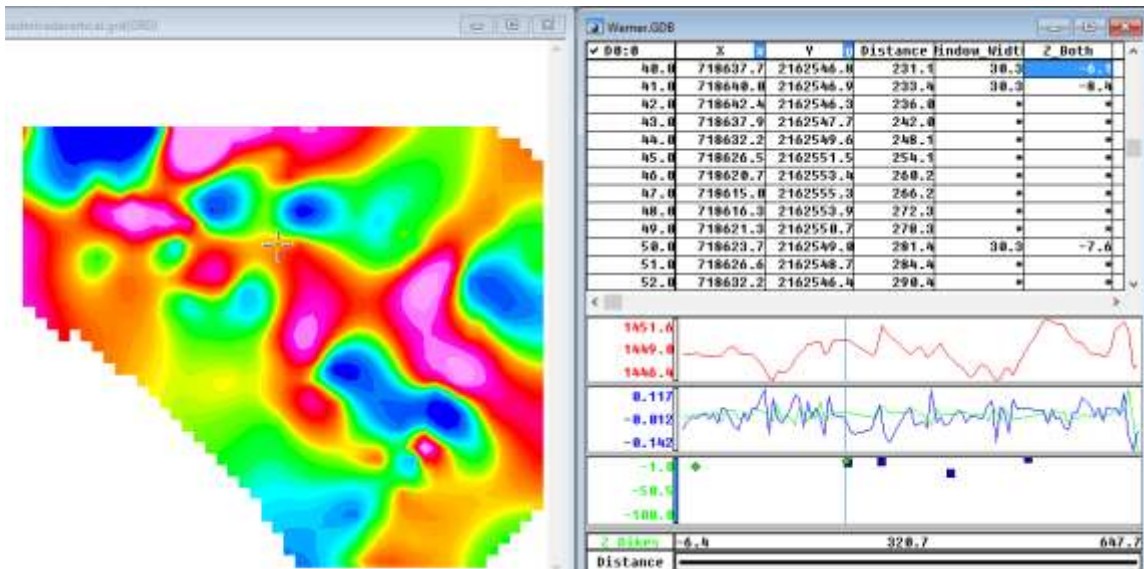 Werner.GDB
✓ D0:0 X x Y y Distance Window_Widt Z_Both
40.0 718637.7 2162546.8 231.1 30.3 -6.1
41.0 718640.0 2162546.9 233.4 30.3 -8.4
42.0 718642.4 2162546.3 236.0 * *
43.0 718637.9 2162547.7 242.0 * *
44.0 718632.2 2162549.6 248.1 * *
45.0 718626.5 2162551.5 254.1 * *
46.0 718620.7 2162553.4 260.2 * *
47.0 718615.0 2162555.3 266.2 * *
48.0 718616.3 2162553.9 272.3 * *
49.0 718621.3 2162550.7 278.3 * *
50.0 718623.7 2162549.0 281.4 30.3 -7.6
51.0 718626.6 2162548.7 284.4 * *
52.0 718632.2 2162546.4 290.4 * *
1451.6
1449.0
1446.4
0.117
-0.012
-0.142
-1.0
-50.5
-100.0
Z_Dikes -6.4 320.7 647.7
Distance